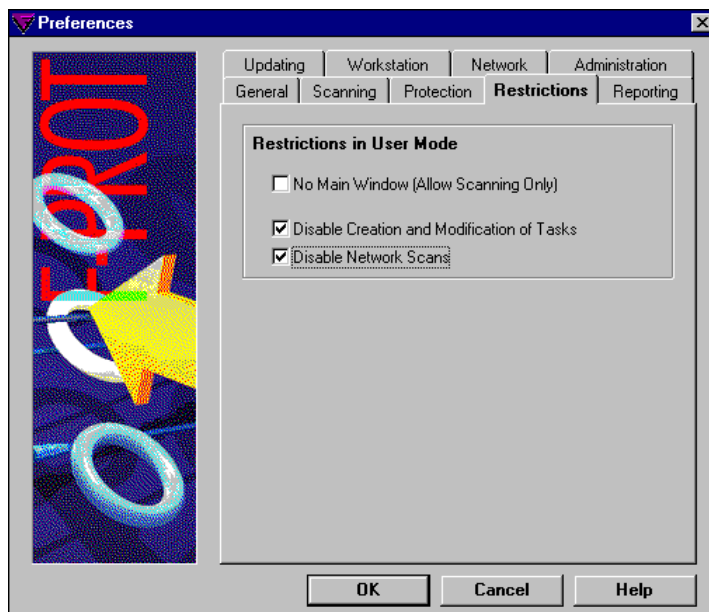 Preferences
F-PROT
Updating Workstation Network Administration
General Scanning Protection Restrictions Reporting
Restrictions in User Mode
No Main Window (Allow Scanning Only)
Disable Creation and Modification of Tasks
Disable Network Scans
OK Cancel Help